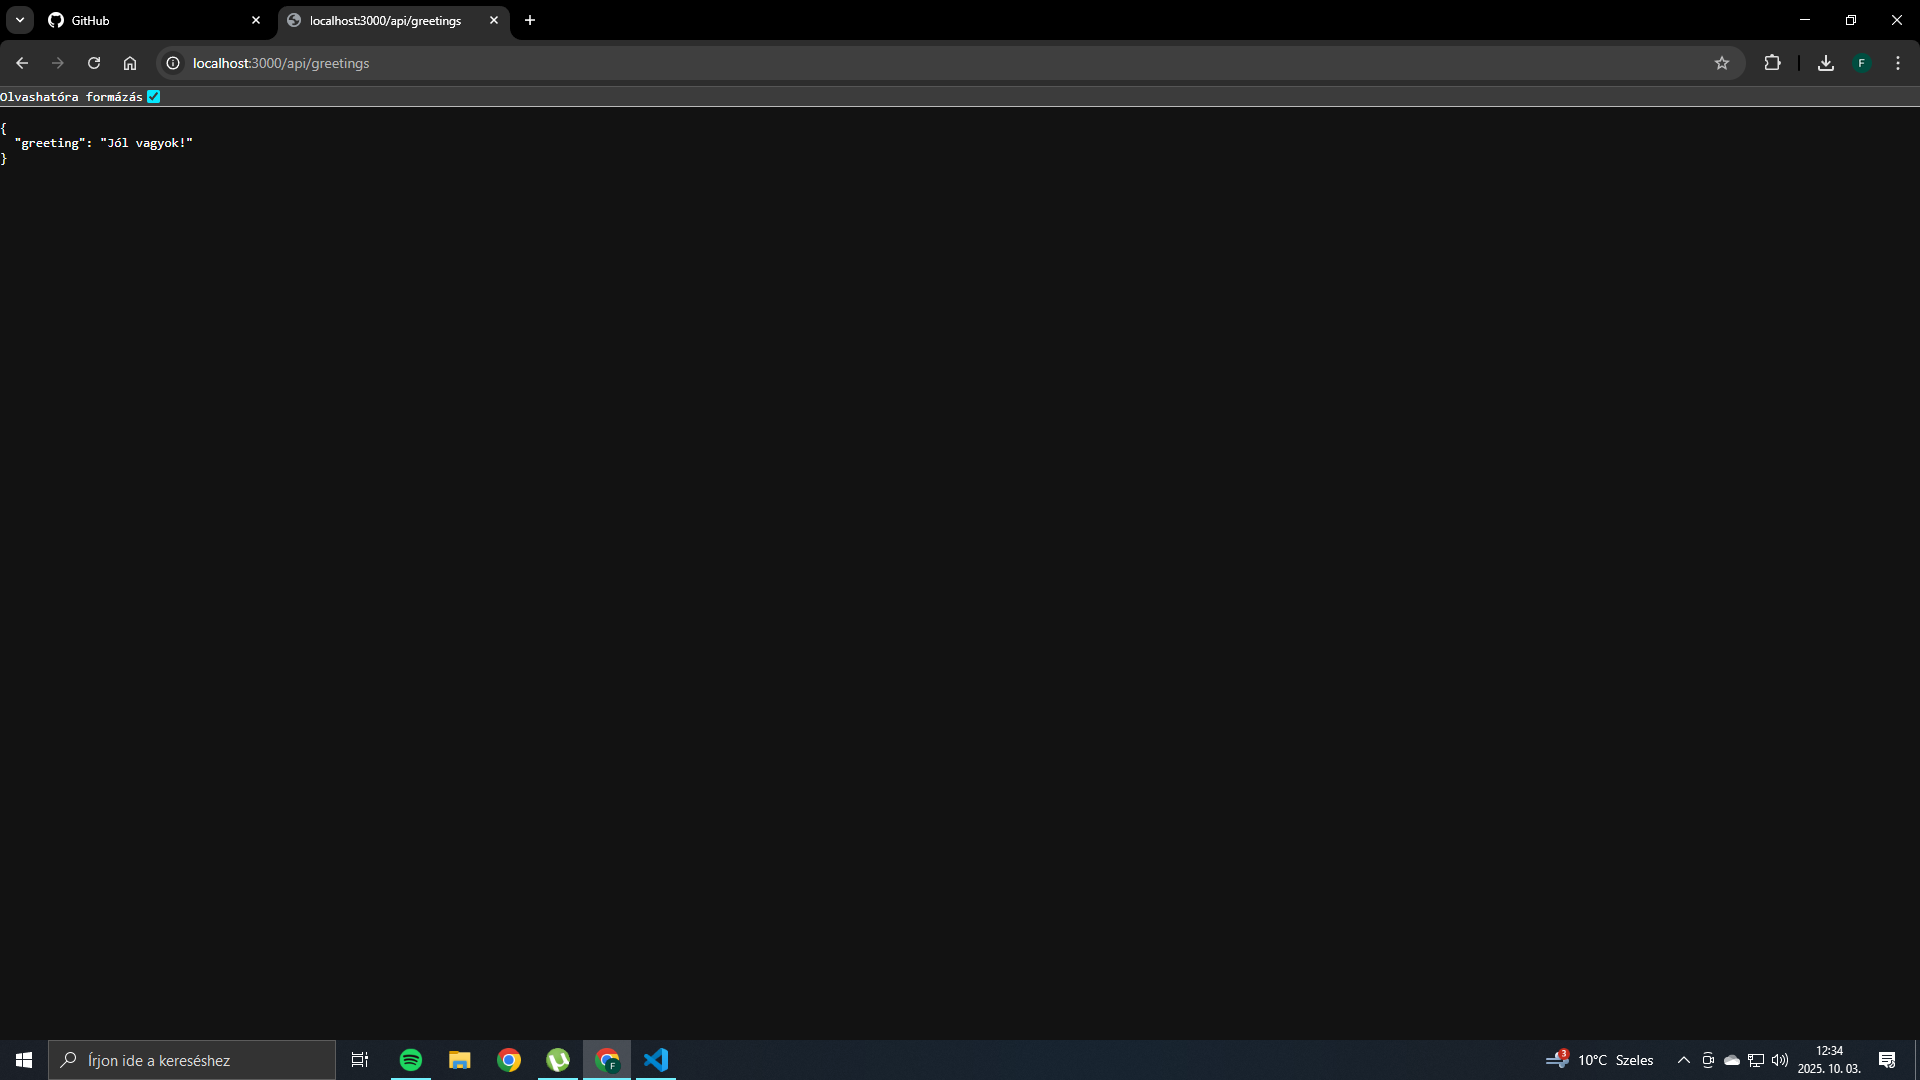 GitHub
localhost:3000/api/greetings
localhost:3000/api/greetings
F
Olvashatóra formázás
{
"greeting": "Jól vagyok!"
}
Írjon ide a kereséshez
F
3
10°C Szeles
12:34
2025. 10. 03.